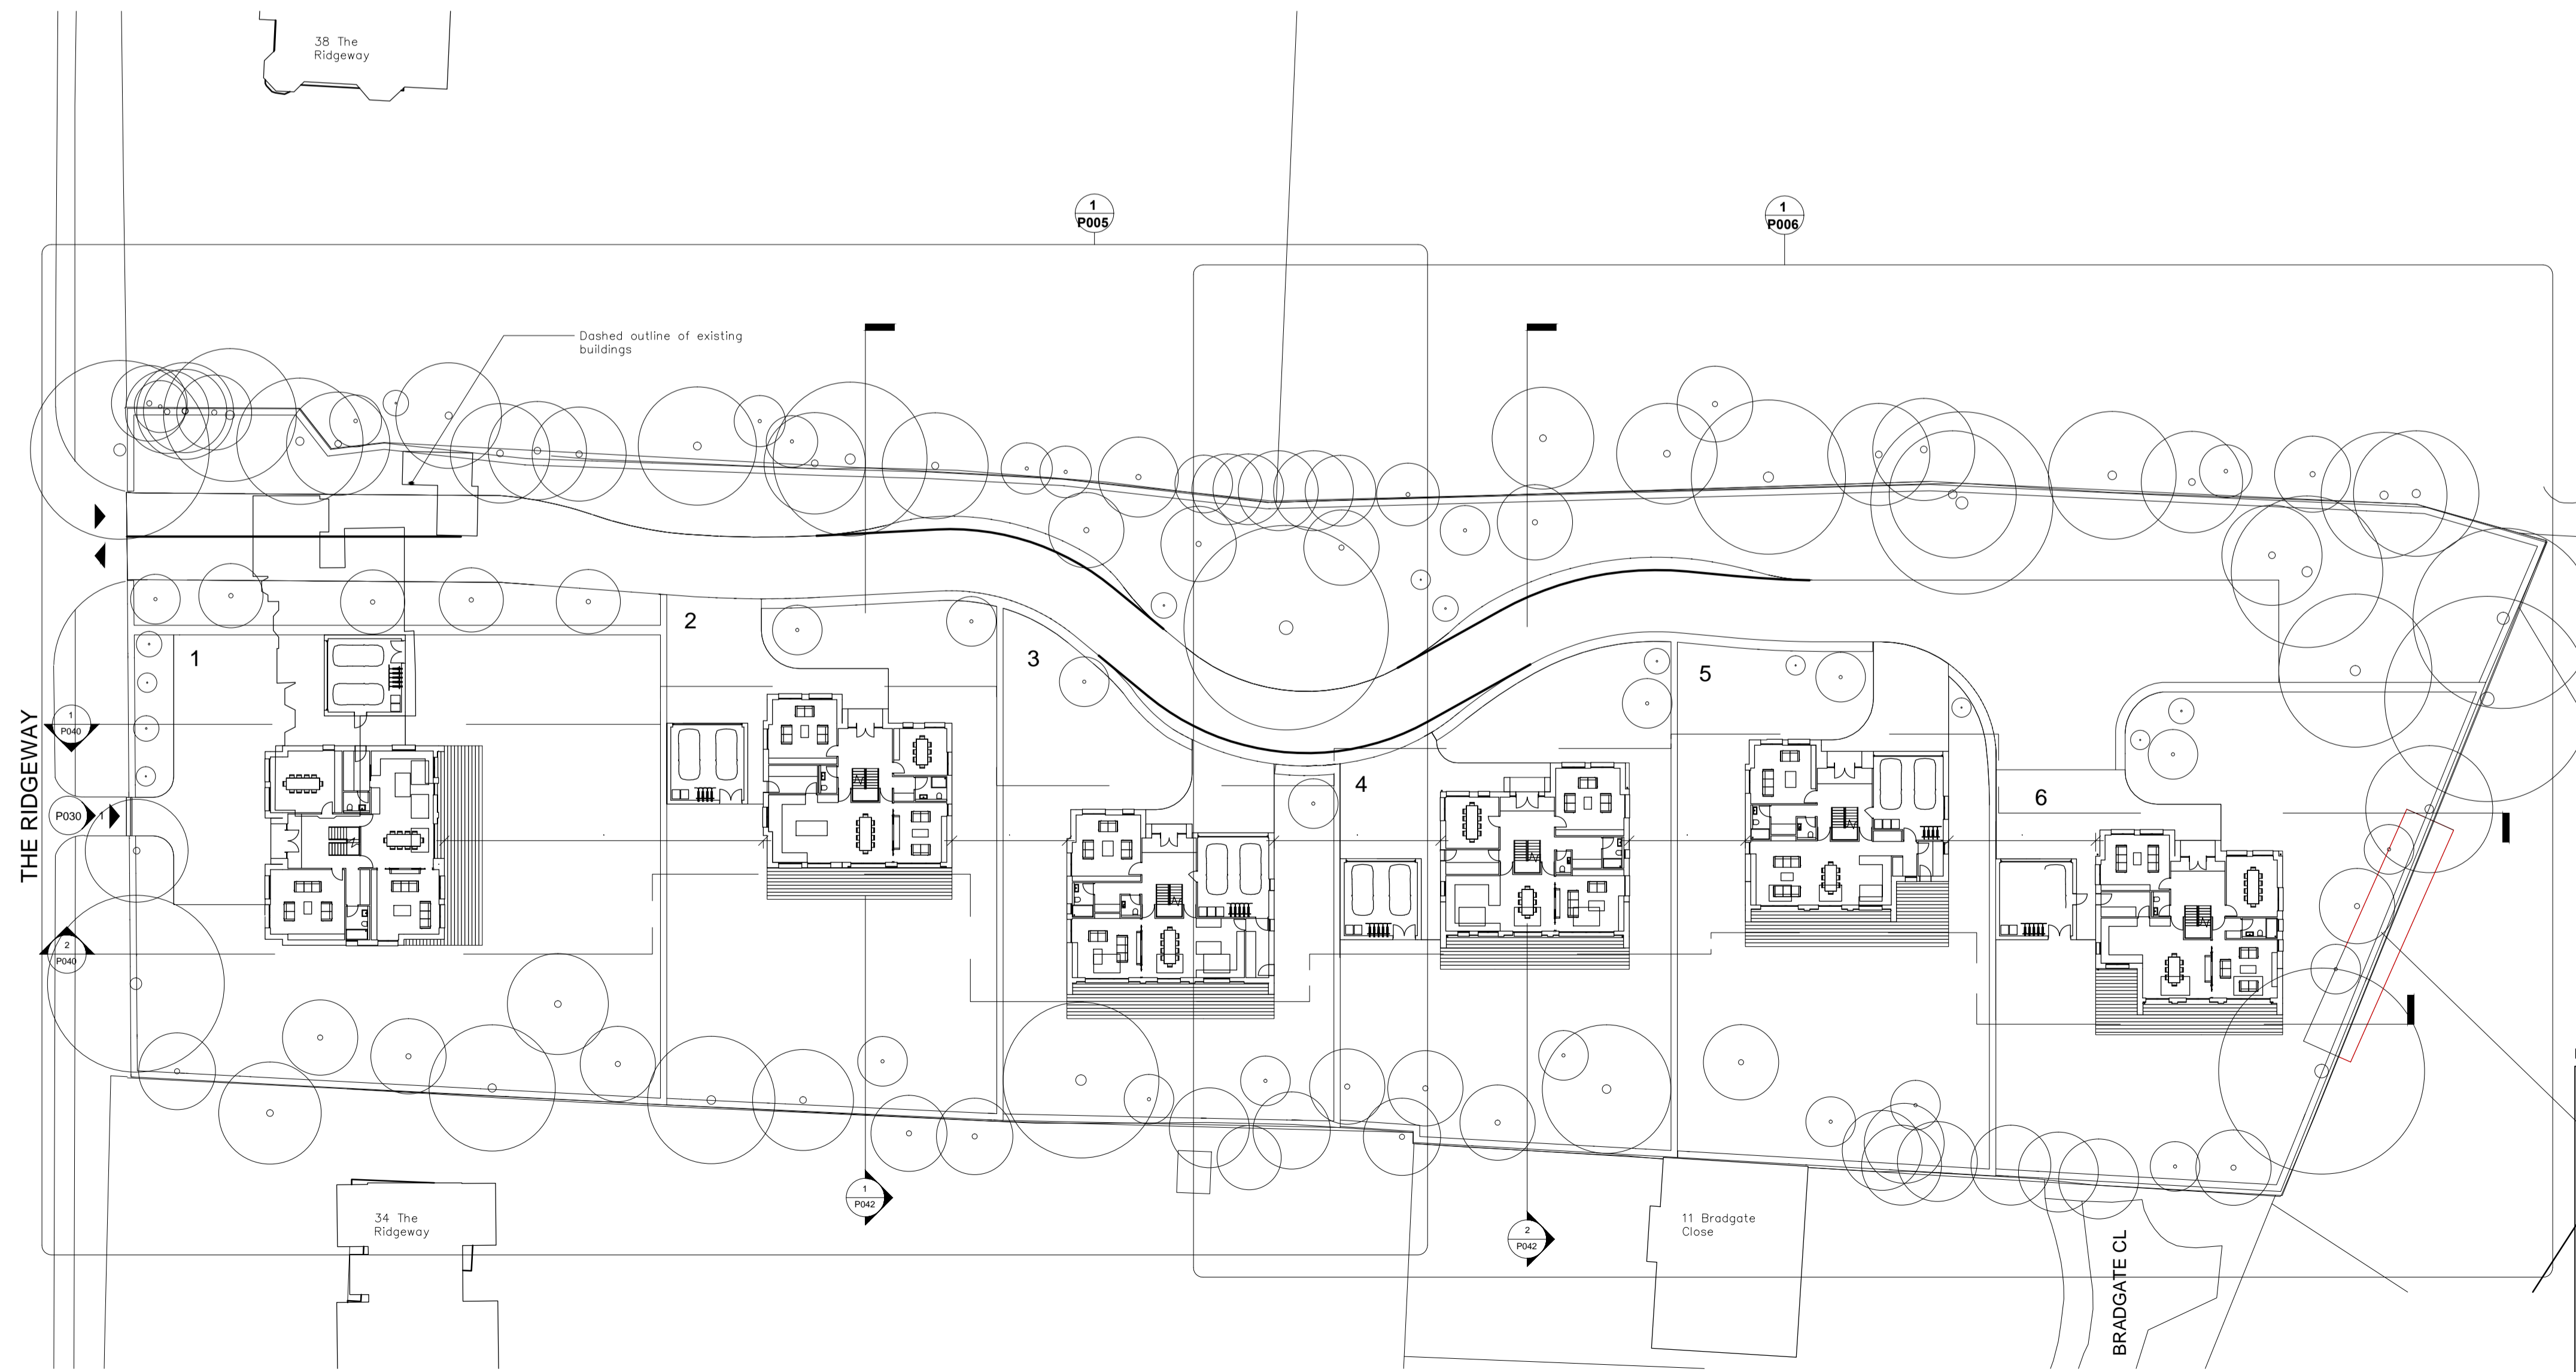 38 The
Ridgeway
1
P005
1
P006
Dashed outline of existing
buildings
1
2
3
4
5
6
THE RIDGEWAY
1
P040
P030
1
2
P040
1
P042
2
P042
34 The
Ridgeway
11 Bradgate
Close
BRADGATE CL